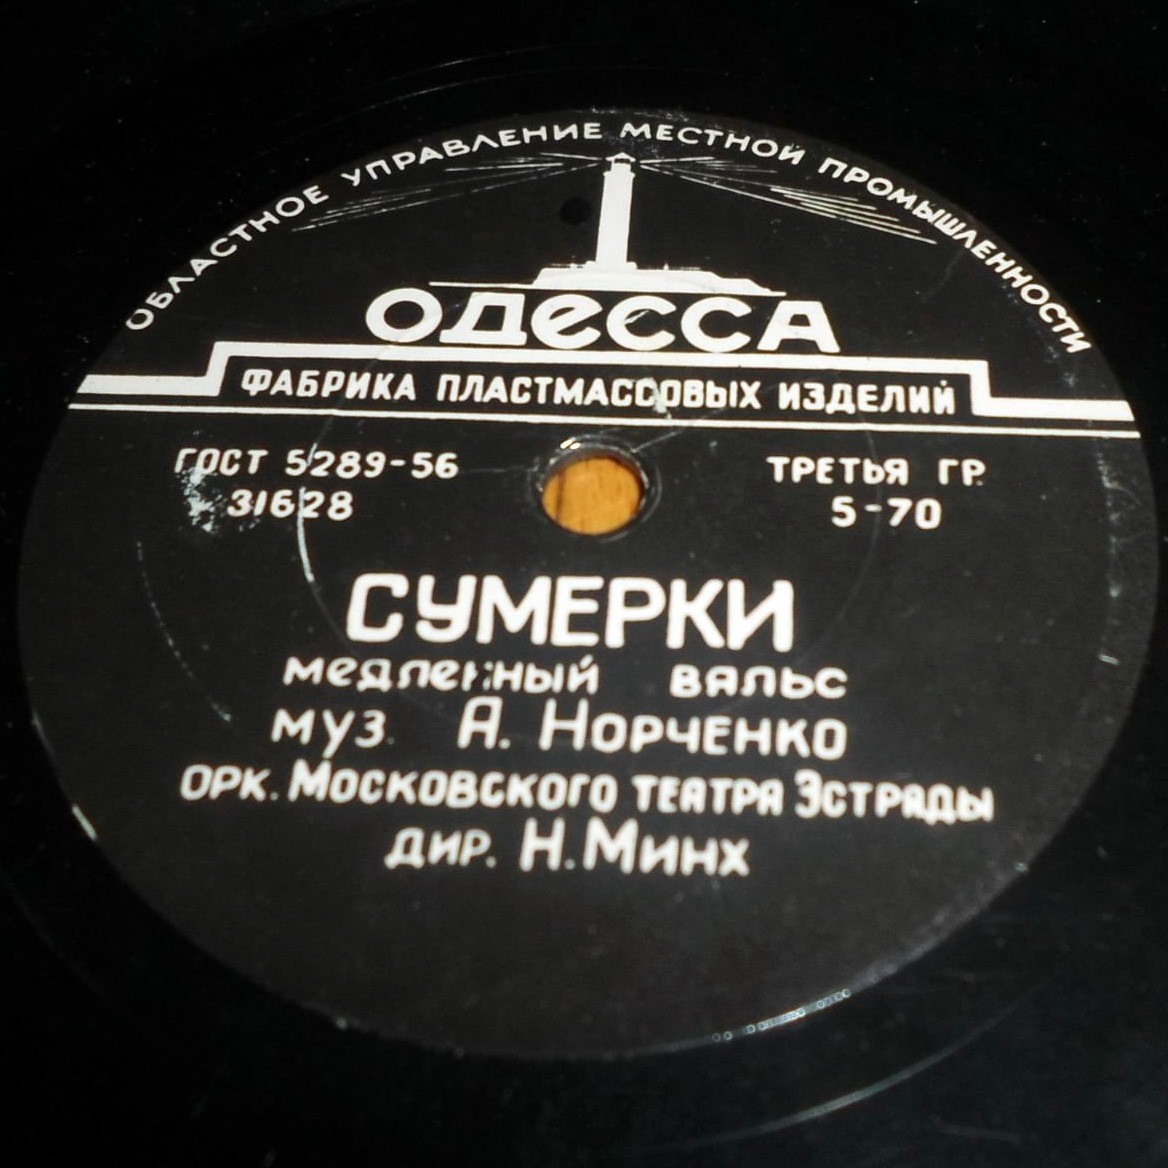 ОБЛАСТНОЕ УПРАВЛЕНИЕ МЕСТНОЙ ПРОМЫШЛЕННОСТИ
ОДЕССА
ФАБРИКА ПЛАСТМАССОВЫХ ИЗДЕЛИЙ
ГОСТ 5289-56 ТРЕТЬЯ ГР.
31628 5-70
СУМЕРКИ
медленный вальс
муз. А. Норченко
орк. Московского театра Эстрады
дир. Н. Минх